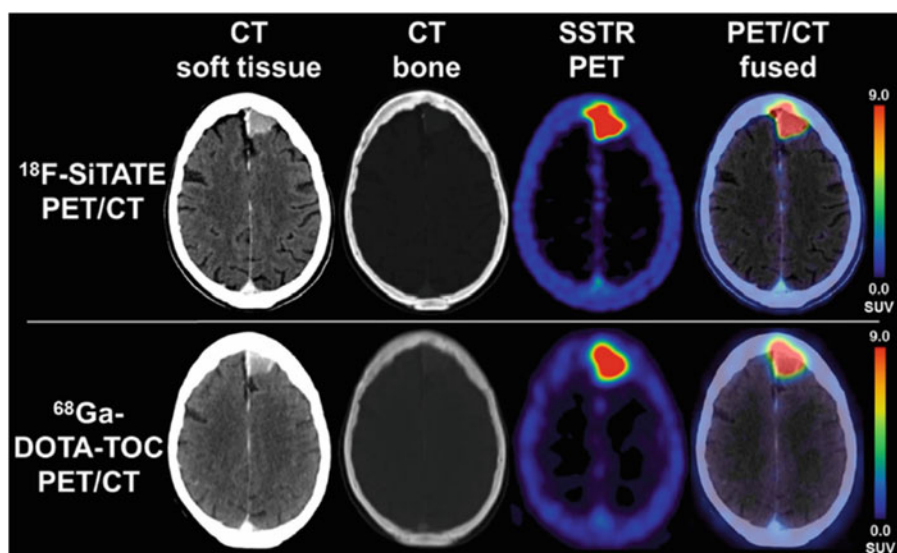 CT
soft tissue
CT
bone
SSTR
PET
PET/CT
fused
¹⁸F-SiTATE
PET/CT
9.0
0.0
SUV
⁶⁸Ga-
DOTA-TOC
PET/CT
9.0
0.0
SUV